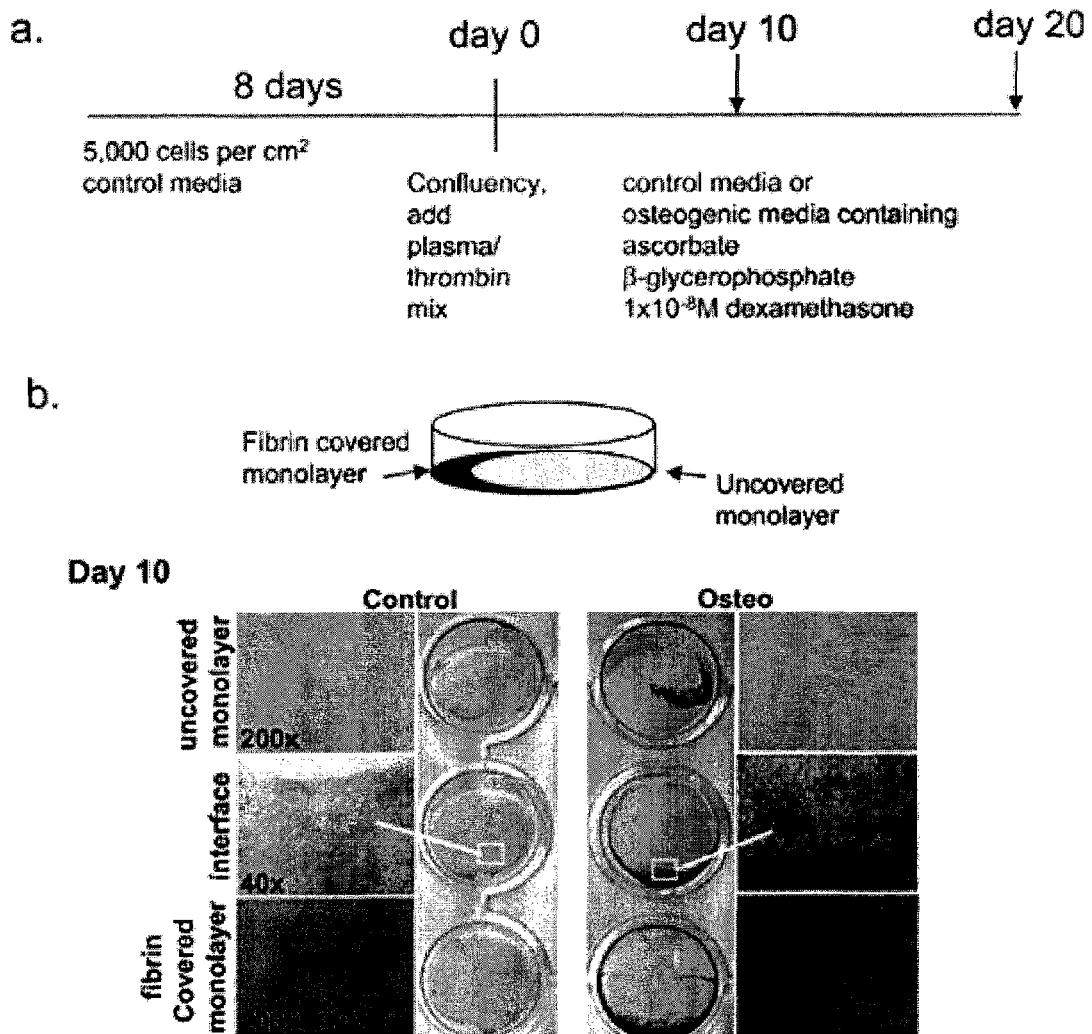 a.
day 0
day 10
day 20
8 days
5,000 cells per cm²
control media
Confluency,
add
plasma/
thrombin
mix
control media or
osteogenic media containing
ascorbate
β-glycerophosphate
1x10⁻⁸M dexamethasone
b.
Fibrin covered
monolayer
Uncovered
monolayer
Day 10
Control
Osteo
uncovered
monolayer
200x
interface
40x
fibrin
Covered
monolayer